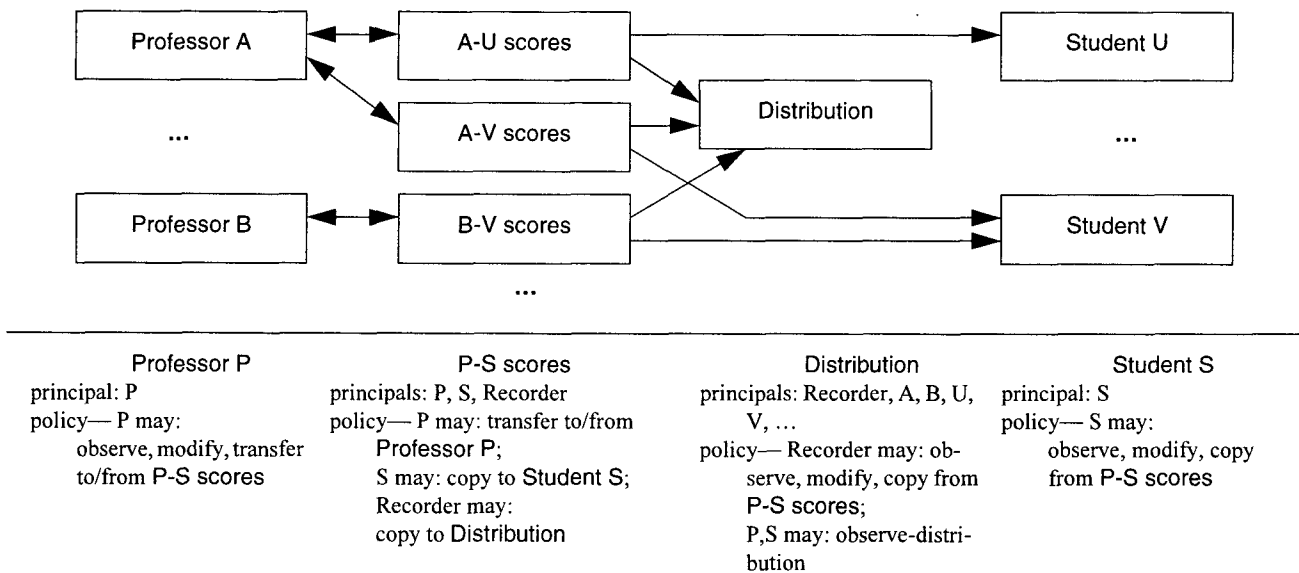 Professor A
A-U scores
Student U
Distribution
...
A-V scores
...
Professor B
B-V scores
Student V
...
Professor P
principal: P
policy— P may:
observe, modify, transfer
to/from P-S scores
P-S scores
principals: P, S, Recorder
policy— P may: transfer to/from
Professor P;
S may: copy to Student S;
Recorder may:
copy to Distribution
Distribution
principals: Recorder, A, B, U,
V, ...
policy— Recorder may: ob-
serve, modify, copy from
P-S scores;
P,S may: observe-distri-
bution
Student S
principal: S
policy— S may:
observe, modify, copy
from P-S scores